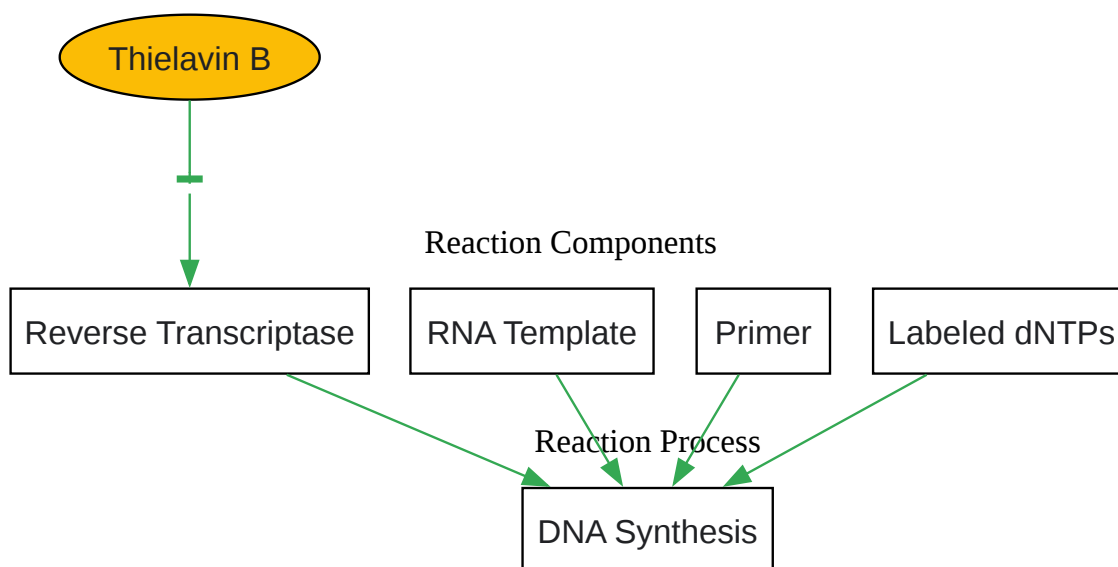 Thielavin B
Reaction Components
Reverse Transcriptase
RNA Template
Primer
Labeled dNTPs
Reaction Process
DNA Synthesis